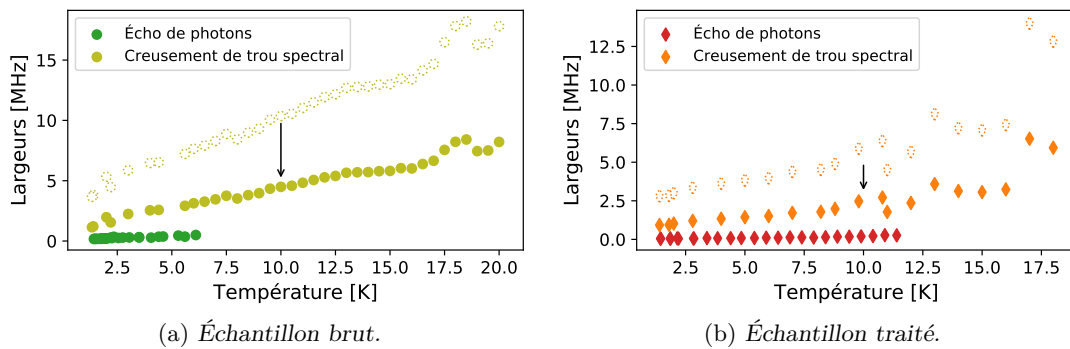 Largeurs [MHz]
15
10
5
0
Écho de photons
Creusement de trou spectral
2.5 5.0 7.5 10.0 12.5 15.0 17.5 20.0
Température [K]
(a) Échantillon brut.
Largeurs [MHz]
12.5
10.0
7.5
5.0
2.5
0.0
Écho de photons
Creusement de trou spectral
2.5 5.0 7.5 10.0 12.5 15.0 17.5
Température [K]
(b) Échantillon traité.